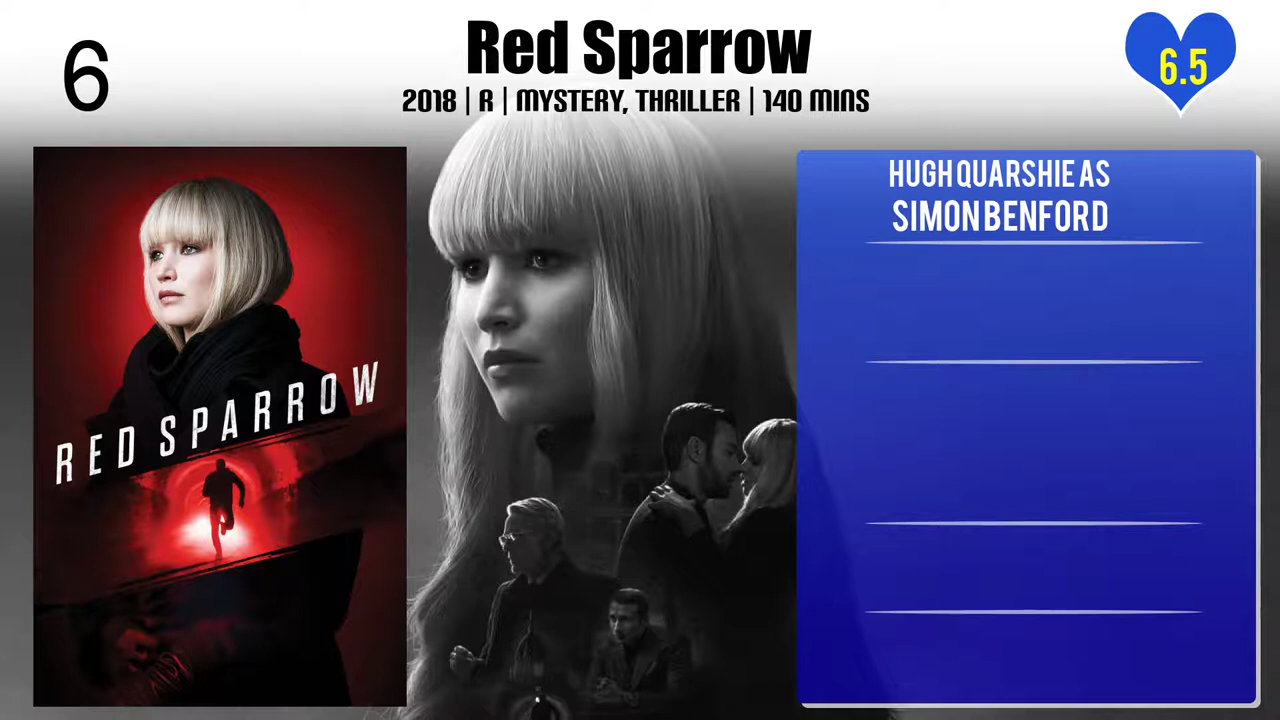 6
Red Sparrow
2018 | R | MYSTERY, THRILLER | 140 MINS
6.5
RED SPARROW
HUGH QUARSHIE AS
SIMON BENFORD